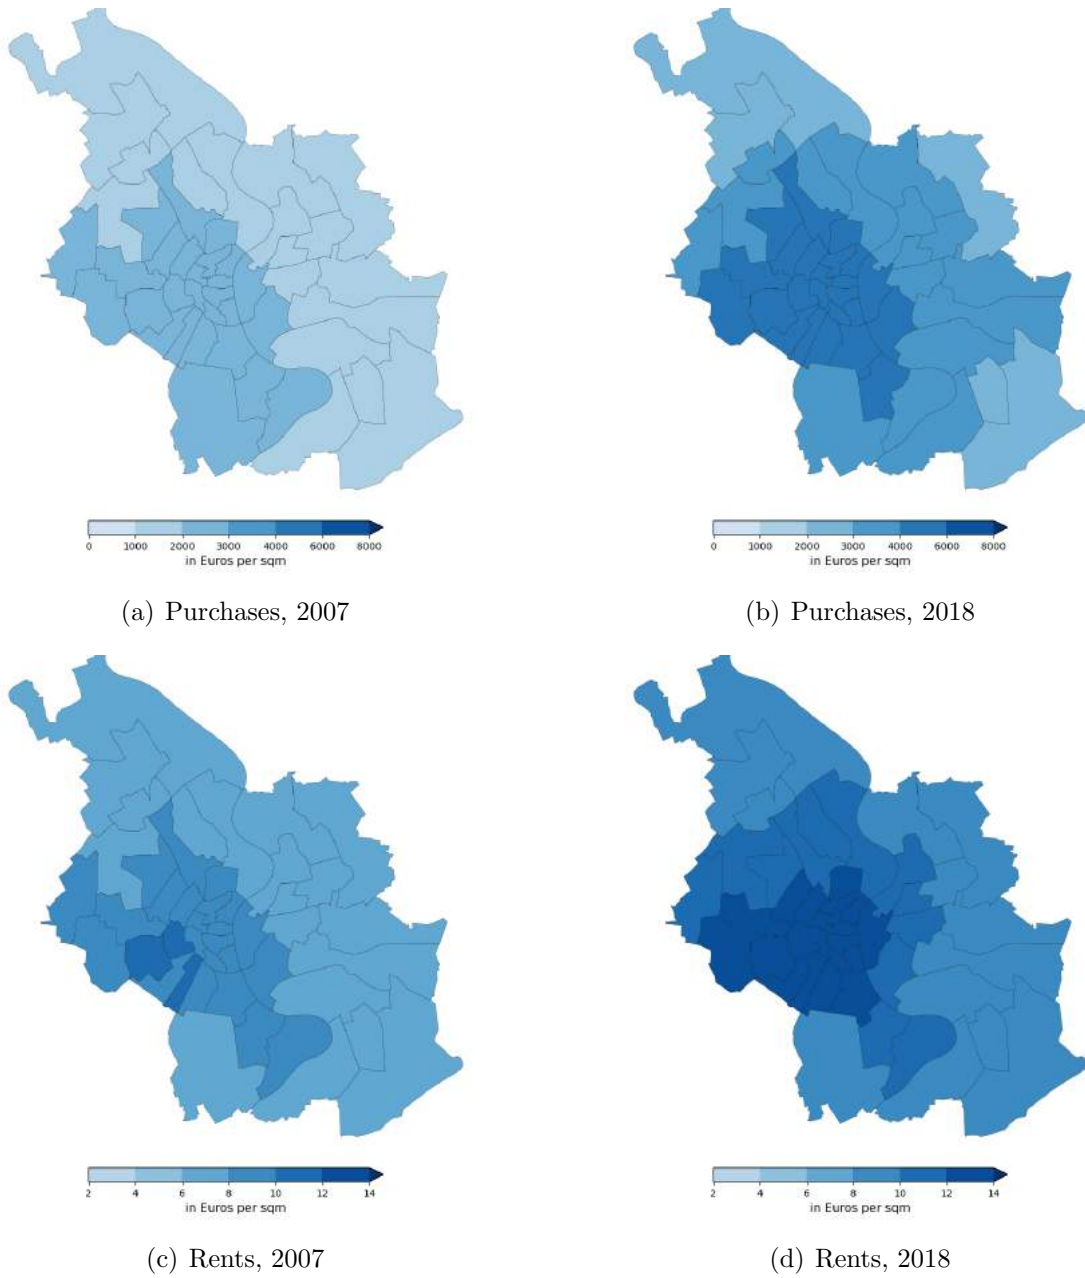 0 1000 2000 3000 4000 6000 8000
in Euros per sqm
(a) Purchases, 2007
0 1000 2000 3000 4000 6000 8000
in Euros per sqm
(b) Purchases, 2018
2 4 6 8 10 12 14
in Euros per sqm
(c) Rents, 2007
2 4 6 8 10 12 14
in Euros per sqm
(d) Rents, 2018